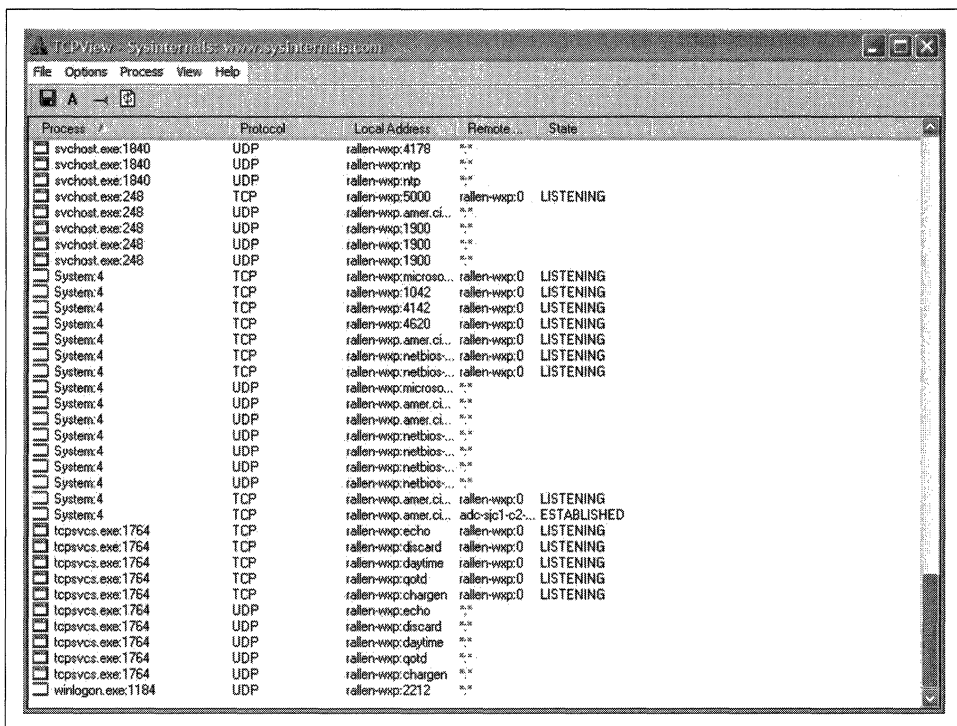 TCPView - Sysinternals: www.sysinternals.com
File Options Process View Help
A
Process / Protocol Local Address Remote ... State
svchost.exe:1840 UDP rallen-wxp:4178 *:*
svchost.exe:1840 UDP rallen-wxp:ntp *:*
svchost.exe:1840 UDP rallen-wxp:ntp *:*
svchost.exe:248 TCP rallen-wxp:5000 rallen-wxp:0 LISTENING
svchost.exe:248 UDP rallen-wxp.amer.ci... *:*
svchost.exe:248 UDP rallen-wxp:1900 *:*
svchost.exe:248 UDP rallen-wxp:1900 *:*
svchost.exe:248 UDP rallen-wxp:1900 *:*
System:4 TCP rallen-wxp:microso... rallen-wxp:0 LISTENING
System:4 TCP rallen-wxp:1042 rallen-wxp:0 LISTENING
System:4 TCP rallen-wxp:4142 rallen-wxp:0 LISTENING
System:4 TCP rallen-wxp:4620 rallen-wxp:0 LISTENING
System:4 TCP rallen-wxp.amer.ci... rallen-wxp:0 LISTENING
System:4 TCP rallen-wxp:netbios-... rallen-wxp:0 LISTENING
System:4 TCP rallen-wxp:netbios-... rallen-wxp:0 LISTENING
System:4 UDP rallen-wxp:microso... *:*
System:4 UDP rallen-wxp.amer.ci... *:*
System:4 UDP rallen-wxp.amer.ci... *:*
System:4 UDP rallen-wxp:netbios-... *:*
System:4 UDP rallen-wxp:netbios-... *:*
System:4 UDP rallen-wxp:netbios-... *:*
System:4 UDP rallen-wxp:netbios-... *:*
System:4 TCP rallen-wxp.amer.ci... rallen-wxp:0 LISTENING
System:4 TCP rallen-wxp.amer.ci... adc-sjc1-c2-... ESTABLISHED
tcpsvcs.exe:1764 TCP rallen-wxp:echo rallen-wxp:0 LISTENING
tcpsvcs.exe:1764 TCP rallen-wxp:discard rallen-wxp:0 LISTENING
tcpsvcs.exe:1764 TCP rallen-wxp:daytime rallen-wxp:0 LISTENING
tcpsvcs.exe:1764 TCP rallen-wxp:qotd rallen-wxp:0 LISTENING
tcpsvcs.exe:1764 TCP rallen-wxp:chargen rallen-wxp:0 LISTENING
tcpsvcs.exe:1764 UDP rallen-wxp:echo *:*
tcpsvcs.exe:1764 UDP rallen-wxp:discard *:*
tcpsvcs.exe:1764 UDP rallen-wxp:daytime *:*
tcpsvcs.exe:1764 UDP rallen-wxp:qotd *:*
tcpsvcs.exe:1764 UDP rallen-wxp:chargen *:*
winlogon.exe:1184 UDP rallen-wxp:2212 *:*